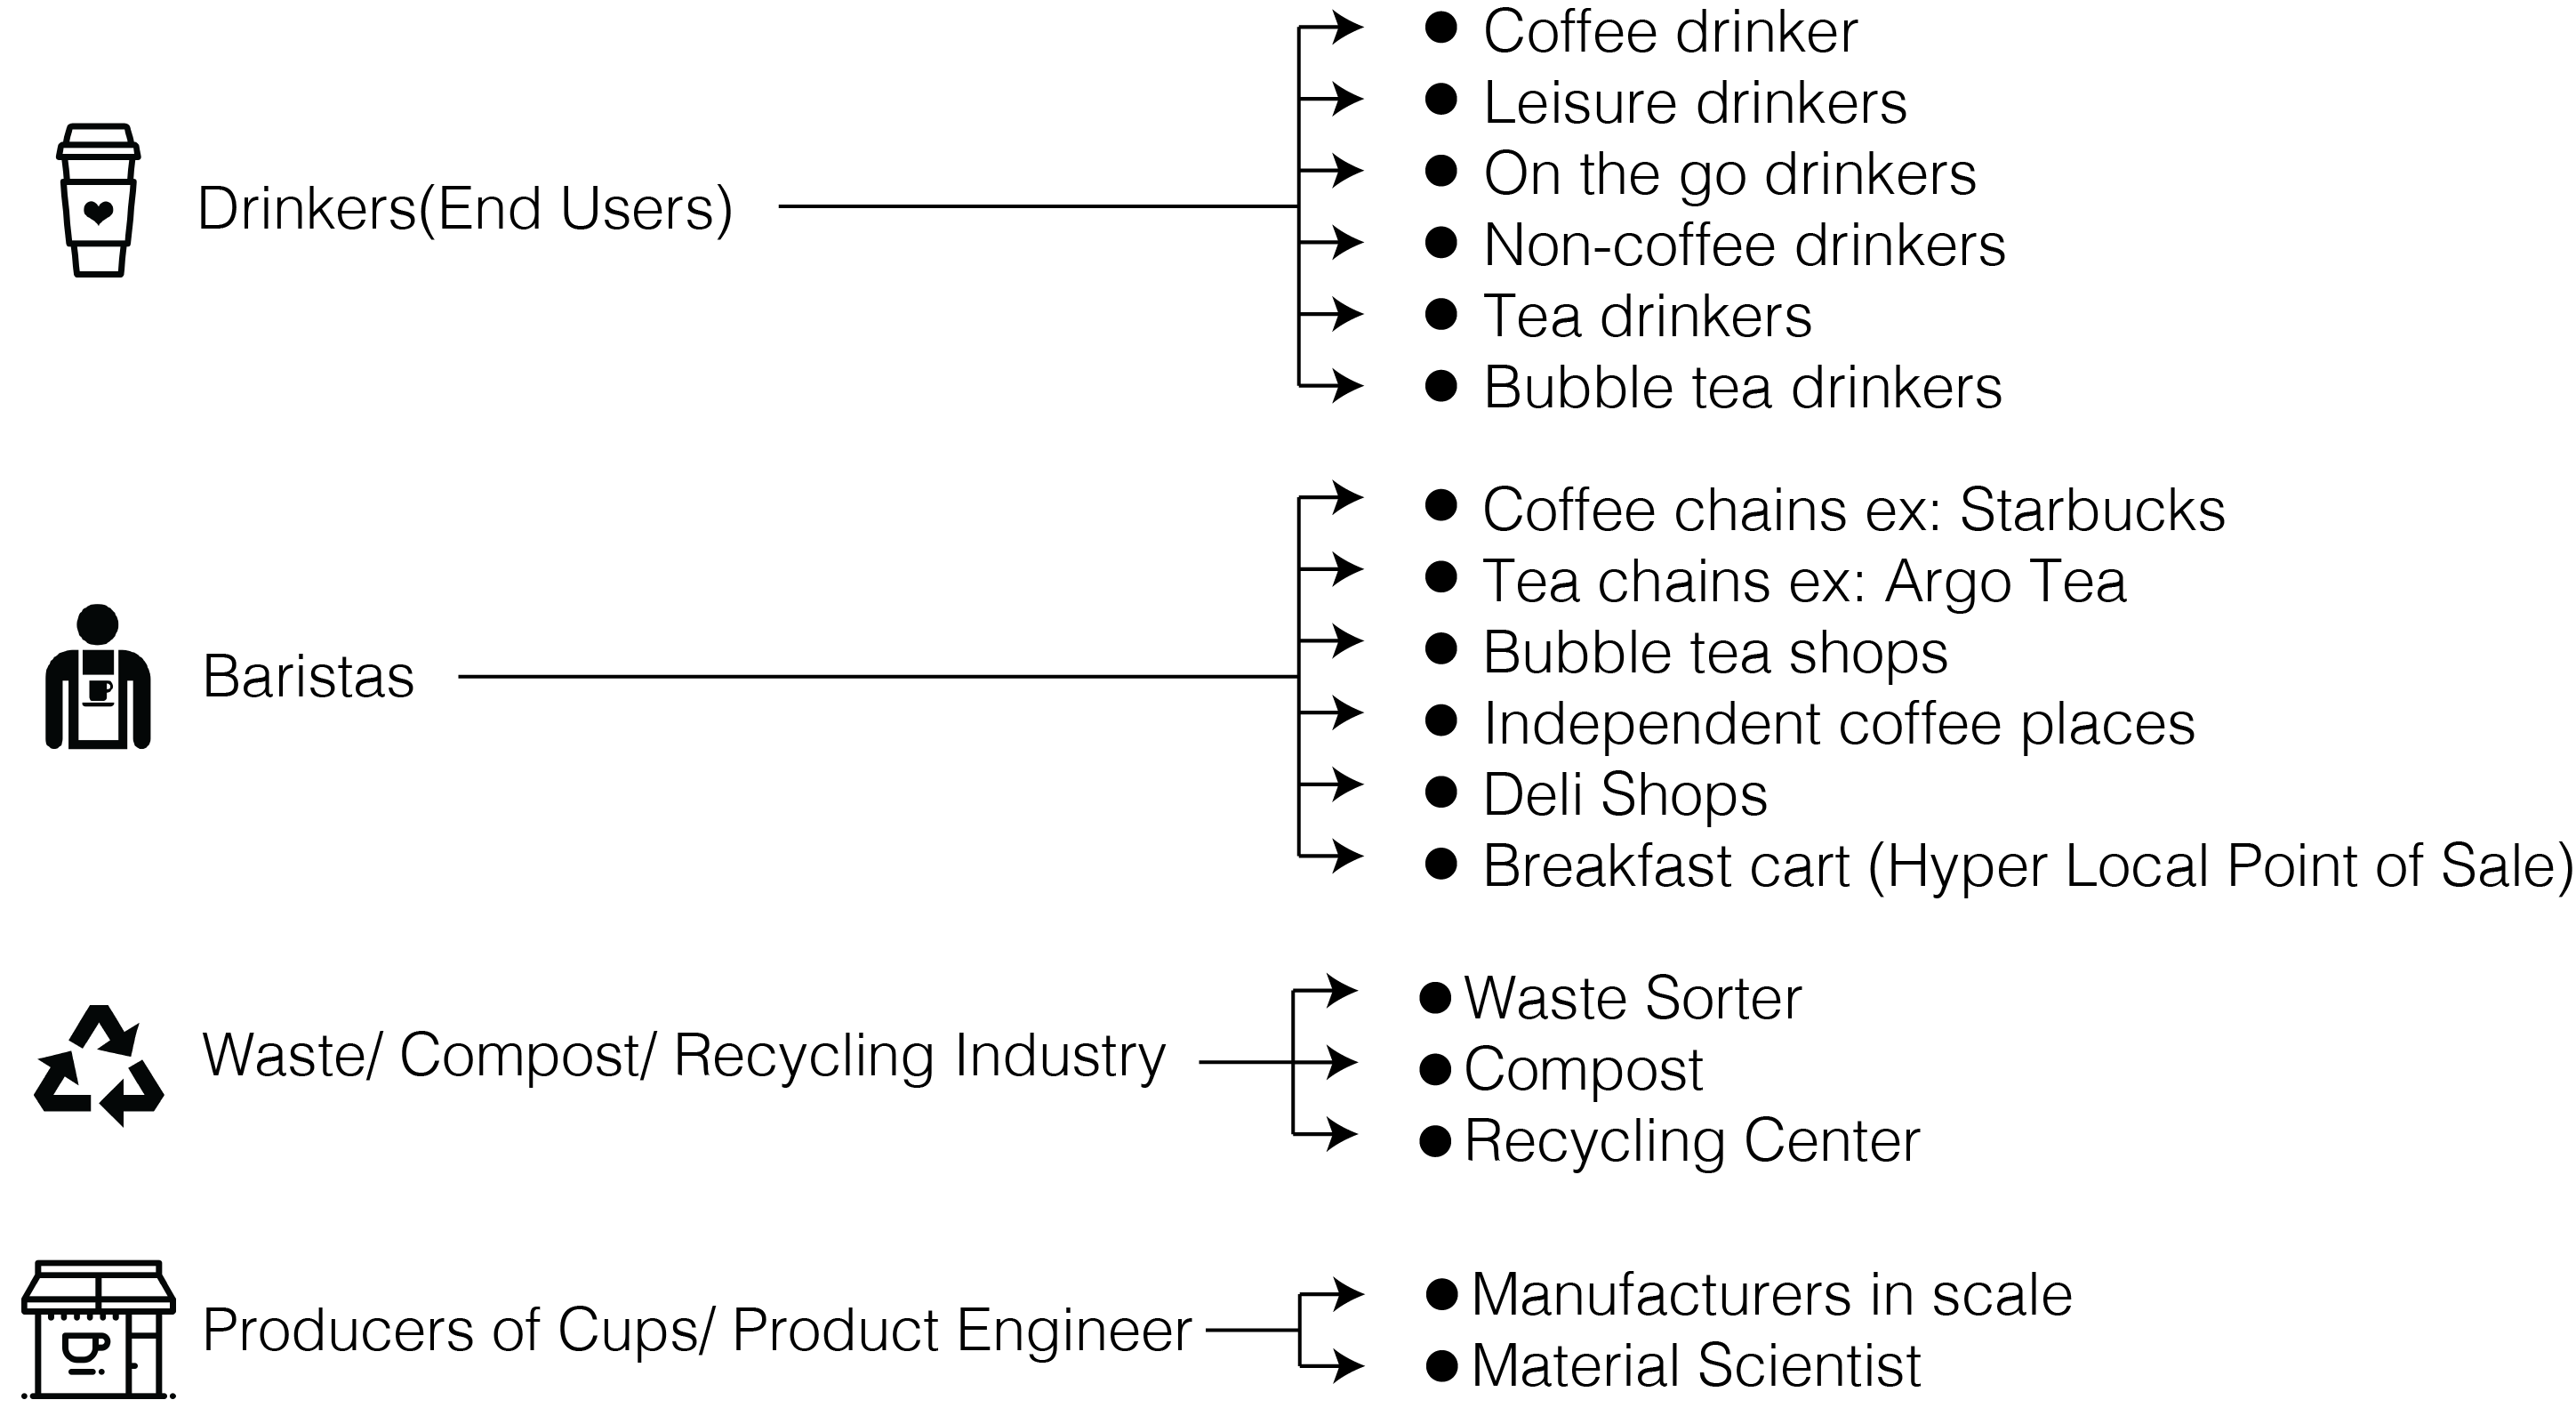 Drinkers(End Users)
● Coffee drinker
● Leisure drinkers
● On the go drinkers
● Non-coffee drinkers
● Tea drinkers
● Bubble tea drinkers
Baristas
● Coffee chains ex: Starbucks
● Tea chains ex: Argo Tea
● Bubble tea shops
● Independent coffee places
● Deli Shops
● Breakfast cart (Hyper Local Point of Sale)
Waste/ Compost/ Recycling Industry
● Waste Sorter
● Compost
● Recycling Center
Producers of Cups/ Product Engineer
● Manufacturers in scale
● Material Scientist